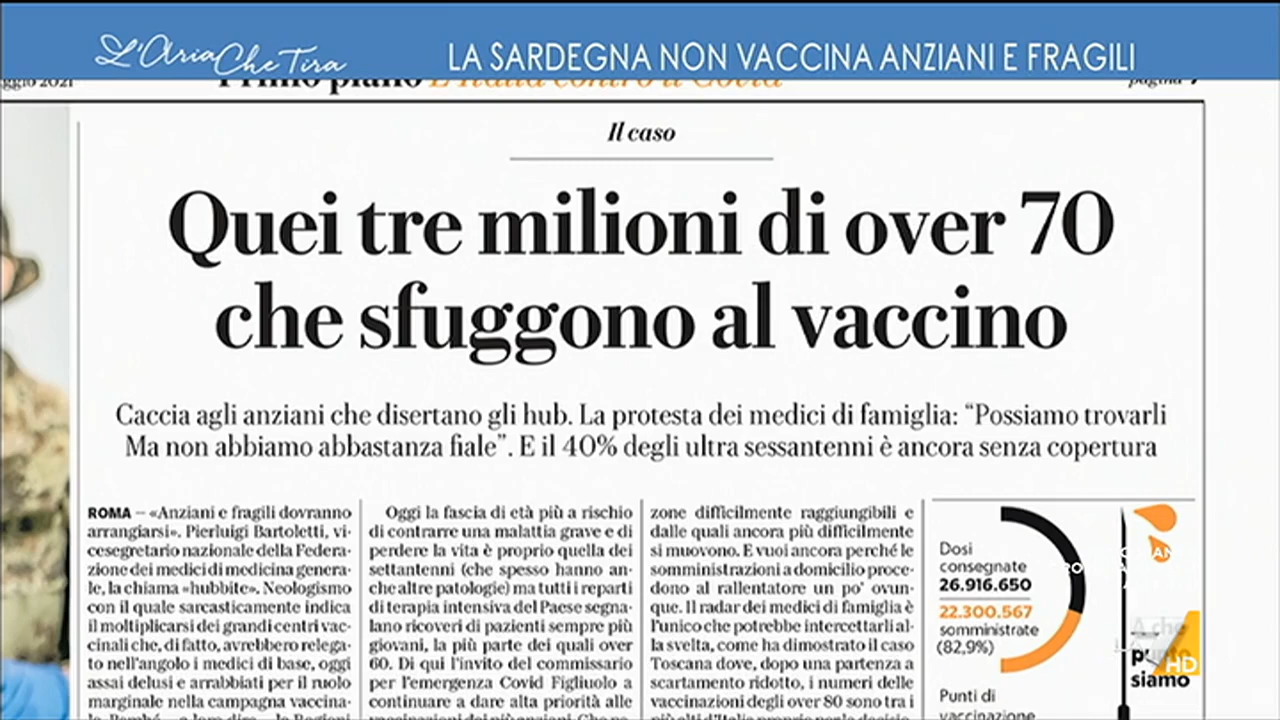 L'Aria Che Tira
LA SARDEGNA NON VACCINA ANZIANI E FRAGILI
ggio 2021
Primo piano L'Italia contro il Covid
pagina
Il caso
Quei tre milioni di over 70
che sfuggono al vaccino
Caccia agli anziani che disertano gli hub. La protesta dei medici di famiglia: “Possiamo trovarli
Ma non abbiamo abbastanza fiale”. E il 40% degli ultra sessantenni è ancora senza copertura
ROMA – «Anziani e fragili dovranno
arrangiarsi». Pierluigi Bartoletti, vi-
cesegretario nazionale della Federa-
zione dei medici di medicina genera-
le, la chiama «hubbite». Neologismo
con il quale sarcasticamente indica
il moltiplicarsi dei grandi centri vac-
cinali che, di fatto, avrebbero relega-
to nell'angolo i medici di base, oggi
assai delusi e arrabbiati per il ruolo
marginale nella campagna vaccina-
Oggi la fascia di età più a rischio
di contrarre una malattia grave e di
perdere la vita è proprio quella dei
settantenni (che spesso hanno an-
che altre patologie) ma tutti i reparti
di terapia intensiva del Paese segna-
lano ricoveri di pazienti sempre più
giovani, la più parte dei quali over
60. Di qui l'invito del commissario
per l'emergenza Covid Figliuolo a
continuare a dare alta priorità alle
zone difficilmente raggiungibili e
dalle quali ancora più difficilmente
si muovono. E vuoi ancora perché le
somministrazioni a domicilio proce-
dono al rallentatore un po' ovun-
que. Il radar dei medici di famiglia è
l'unico che potrebbe intercettarli al-
la svelta, come ha dimostrato il caso
Toscana dove, dopo una partenza a
scartamento ridotto, i numeri delle
vaccinazioni degli over 80 sono tra i
Dosi
consegnate
26.916.650
22.300.567
somministrate
(82,9%)
Punti di
vaccinazione
A che
punto
siamo
HD